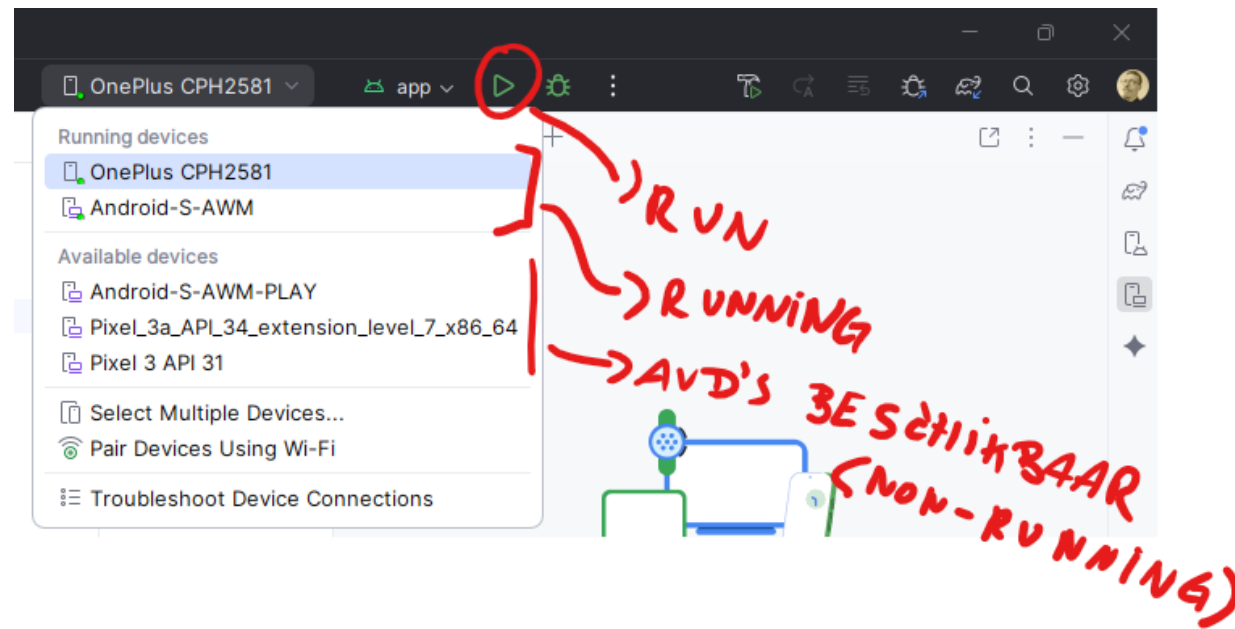 OnePlus CPH2581 app
Running devices
OnePlus CPH2581
Android-S-AWM
Available devices
Android-S-AWM-PLAY
Pixel_3a_API_34_extension_level_7_x86_64
Pixel 3 API 31
Select Multiple Devices...
Pair Devices Using Wi-Fi
Troubleshoot Device Connections
RUN
RUNNING
AVD'S BESCHIKBAAR
(NON-RUNNING)